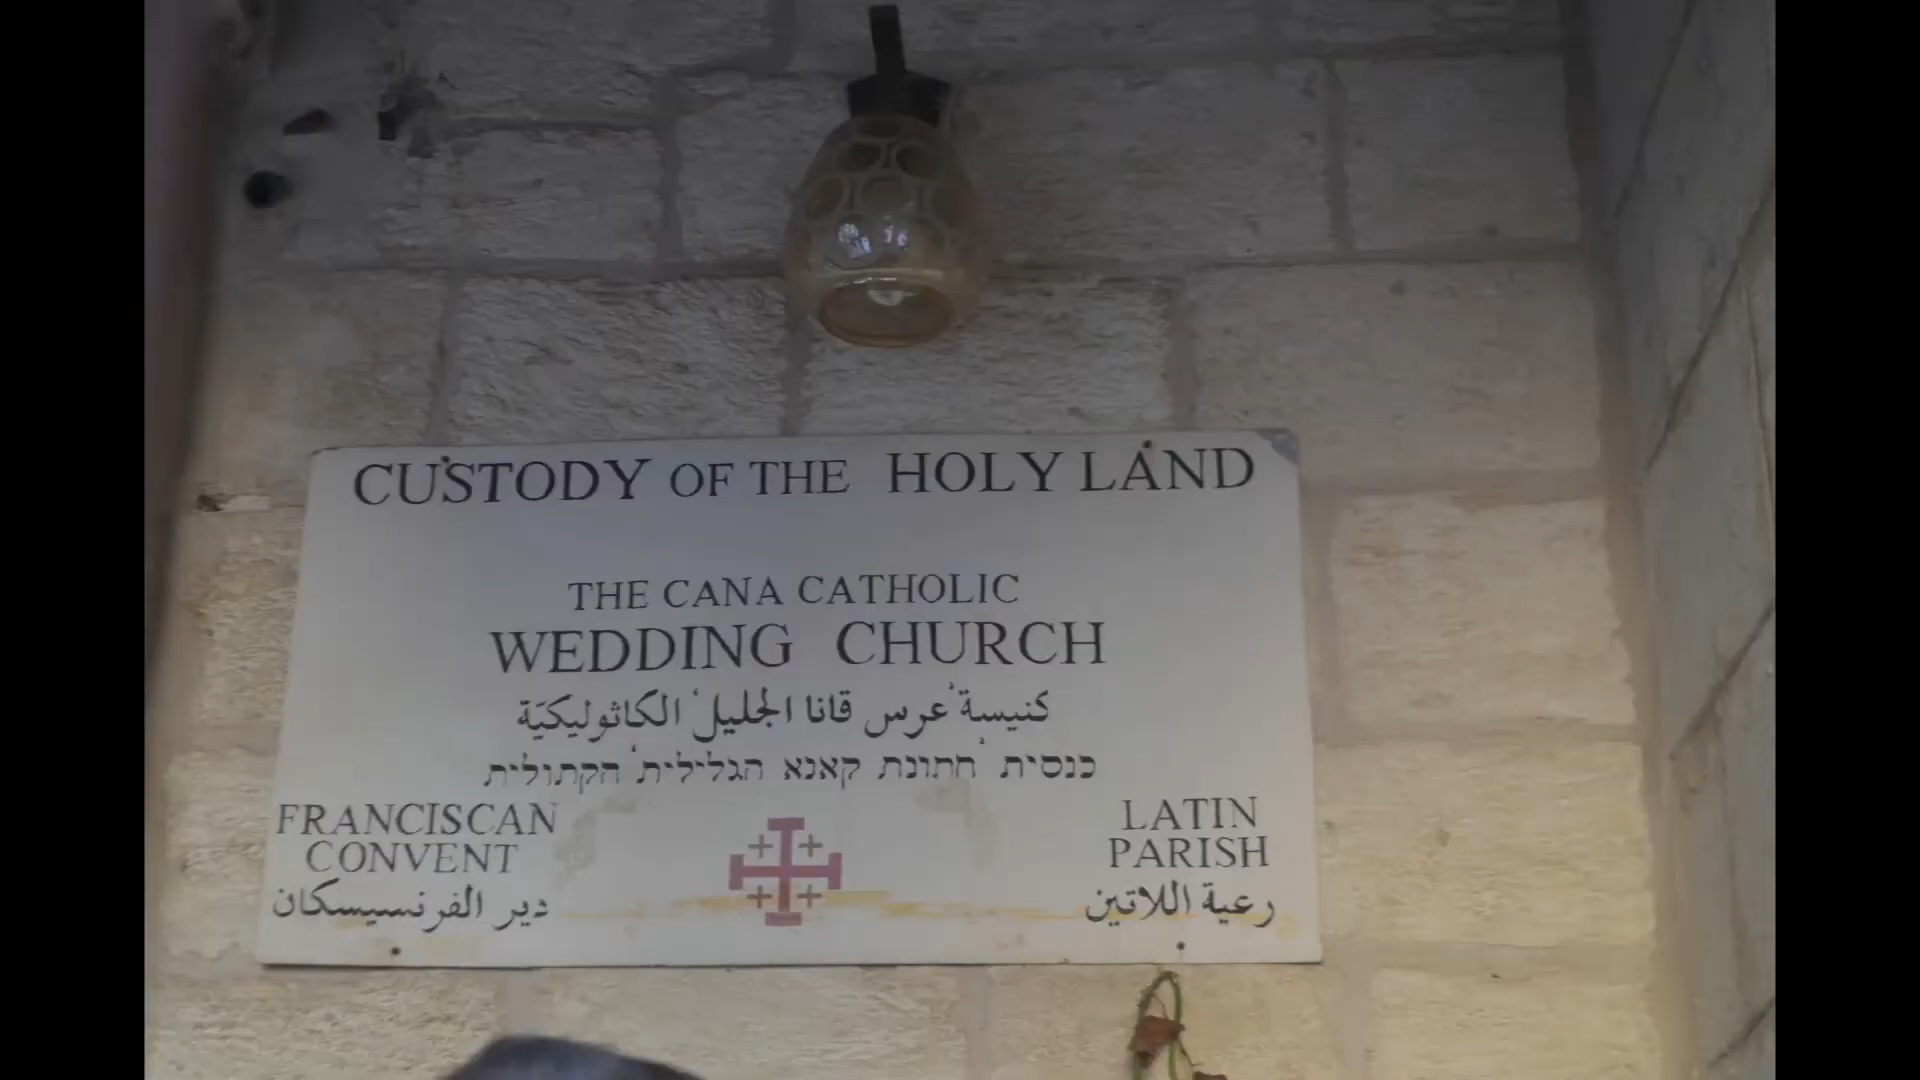 CUSTODY OF THE HOLY LAND
THE CANA CATHOLIC
WEDDING CHURCH
كنيسة عرس قانا الجليل الكاثوليكيّة
כנסית חתונת קאנא הגלילית הקתולית
FRANCISCAN
CONVENT
دير الفرنسيسكان
LATIN
PARISH
رعية اللاتين